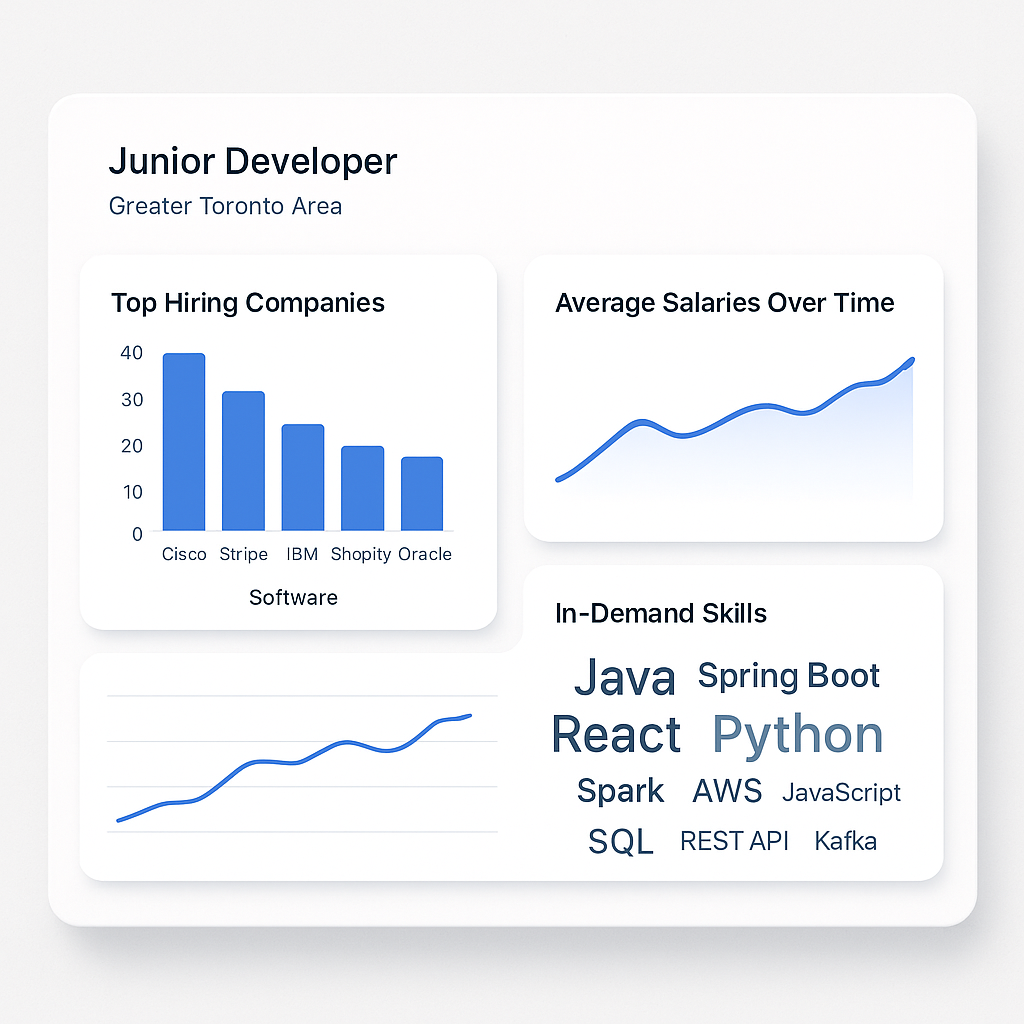 Junior Developer
Greater Toronto Area
Top Hiring Companies
40
30
20
10
0
Cisco Stripe IBM Shopity Oracle
Software
Average Salaries Over Time
In-Demand Skills
Java Spring Boot
React Python
Spark AWS JavaScript
SQL REST API Kafka